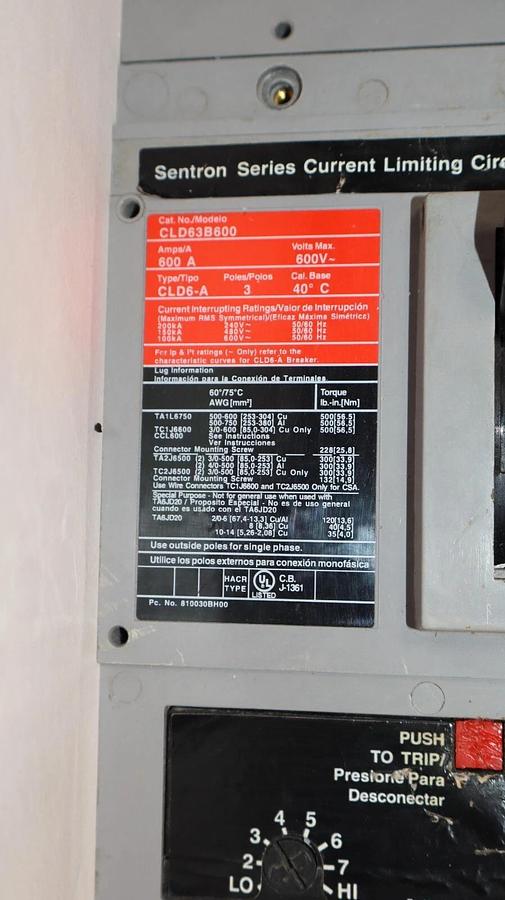 Sentron Series Current Limiting Circ
Cat. No./Modelo
CLD63B600
Amps/A Volts Max.
600 A 600V~
Type/Tipo Poles/Polos Cal. Base
CLD6-A 3 40° C
Current Interrupting Ratings/Valor de Interrupción
(Maximum RMS Symmetrical)/(Eficaz Máxima Simétrica)
200kA 240V~ 50/60 Hz
150kA 480V~ 50/60 Hz
100kA 600V~ 50/60 Hz
For Ip & I²t ratings (~ Only) refer to the
characteristic curves for CLD6-A Breaker.
Lug Information
Información para la Conexión de Terminales
60°/75°C Torque
AWG [mm²] lb.-in.[Nm]
TA1L6750 500-600 [253-304] Cu 500[56,5]
500-750 [253-380] Al 500[56,5]
TC1J6600 3/0-600 [85,0-304] Cu Only 500[56,5]
CCL600 See Instructions
Ver Instrucciones
Connector Mounting Screw 228[25,8]
TA2J6500 (2) 3/0-500 [85,0-253] Cu 300[33,9]
(2) 4/0-500 Al 300[33,9]
TC2J6500 (2) 3/0-500 [85,0-253] Cu Only 300[33,9]
Connector Mounting Screw 132[14,9]
Use Wire Connectors TC1J6600 and TC2J6500 Only for CSA.
Special Purpose - Not for general use when used with
TA6JD20 / Proposito Especial - No es de uso general
cuando es usado con el TA6JD20
TA6JD20 2/0-6 [67,4-13,3] Cu/Al 120[13,6]
8 [8,36] Cu 40[4,5]
10-14 [5,26-2,08] Cu 35[4,0]
Use outside poles for single phase.
Utilice los polos externos para conexión monofásica
HACR TYPE UL LISTED C.B. J-1361
Pc. No. 810030BH00
PUSH
TO TRIP/
Presione Para
Desconectar
4 5
3 6
2 7
LO HI